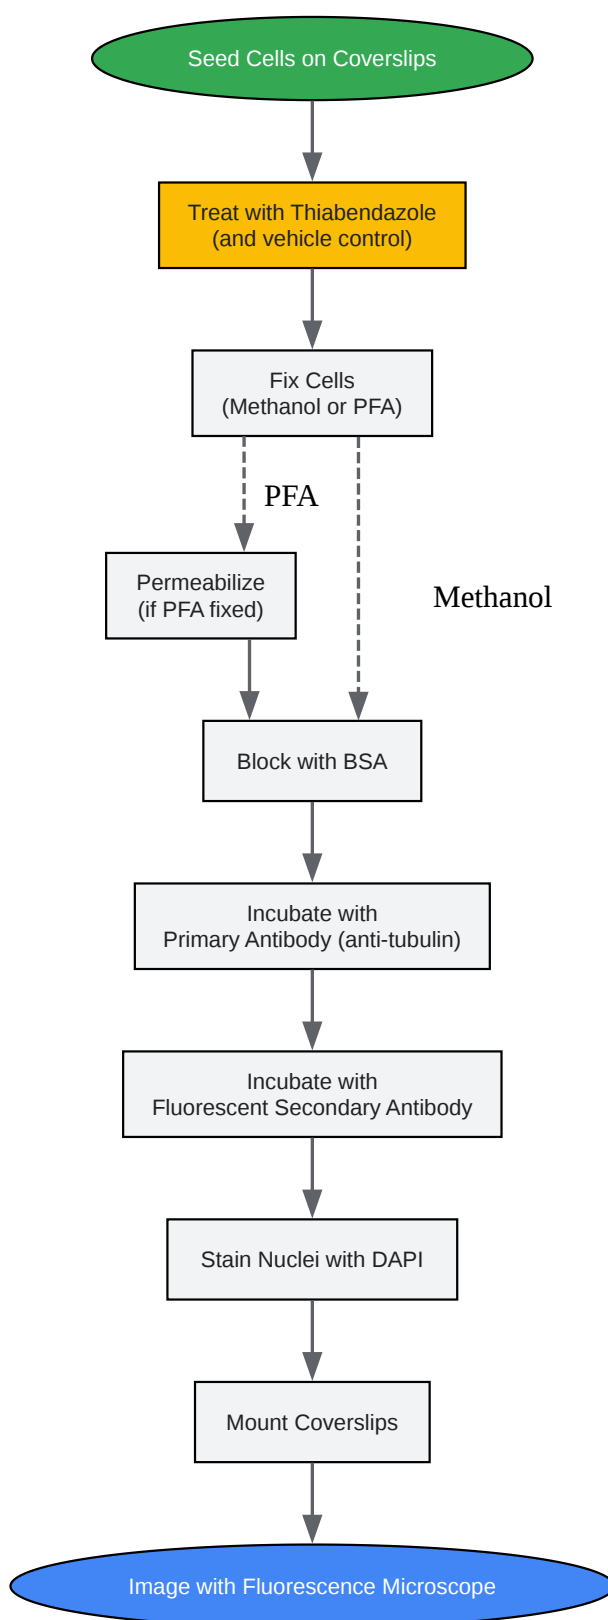 Seed Cells on Coverslips
Treat with Thiabendazole
(and vehicle control)
Fix Cells
(Methanol or PFA)
PFA
Permeabilize
(if PFA fixed)
Methanol
Block with BSA
Incubate with
Primary Antibody (anti-tubulin)
Incubate with
Fluorescent Secondary Antibody
Stain Nuclei with DAPI
Mount Coverslips
Image with Fluorescence Microscope